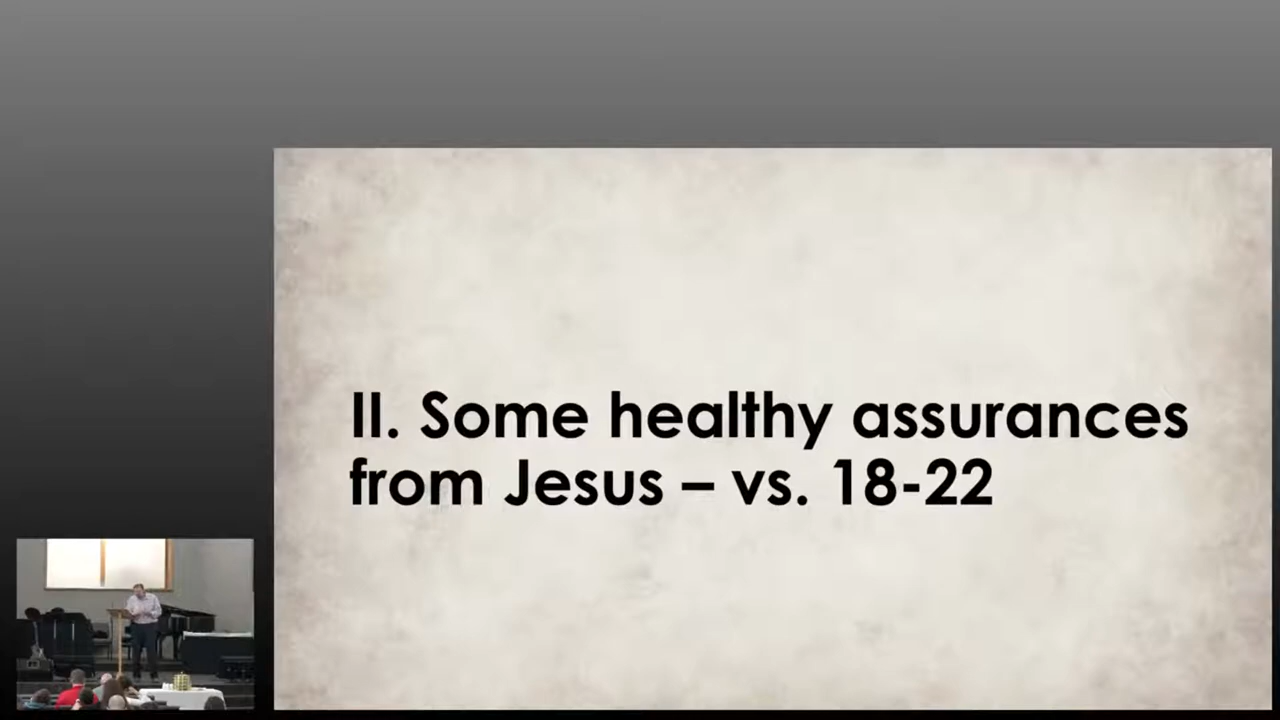 II. Some healthy assurances
from Jesus – vs. 18-22